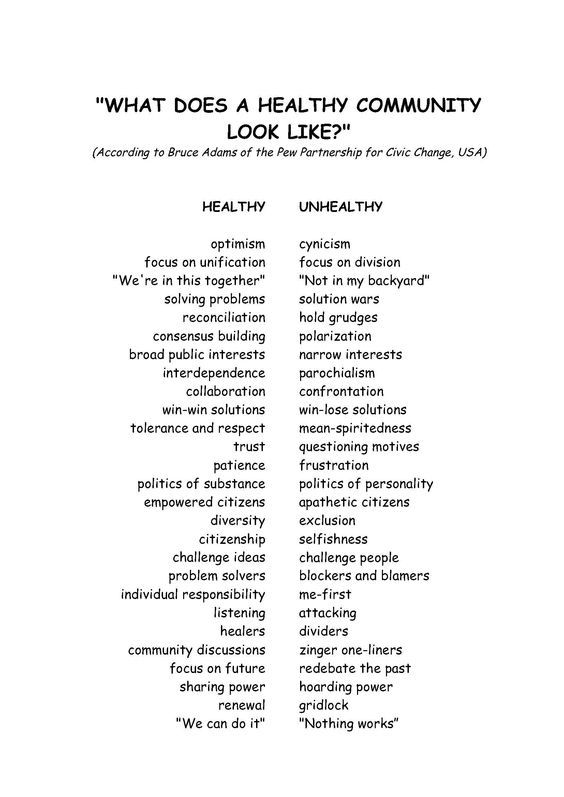 "WHAT DOES A HEALTHY COMMUNITY
LOOK LIKE?"
(According to Bruce Adams of the Pew Partnership for Civic Change, USA)
HEALTHY UNHEALTHY
optimism cynicism
focus on unification focus on division
"We're in this together" "Not in my backyard"
solving problems solution wars
reconciliation hold grudges
consensus building polarization
broad public interests narrow interests
interdependence parochialism
collaboration confrontation
win-win solutions win-lose solutions
tolerance and respect mean-spiritedness
trust questioning motives
patience frustration
politics of substance politics of personality
empowered citizens apathetic citizens
diversity exclusion
citizenship selfishness
challenge ideas challenge people
problem solvers blockers and blamers
individual responsibility me-first
listening attacking
healers dividers
community discussions zinger one-liners
focus on future redebate the past
sharing power hoarding power
renewal gridlock
"We can do it" "Nothing works”